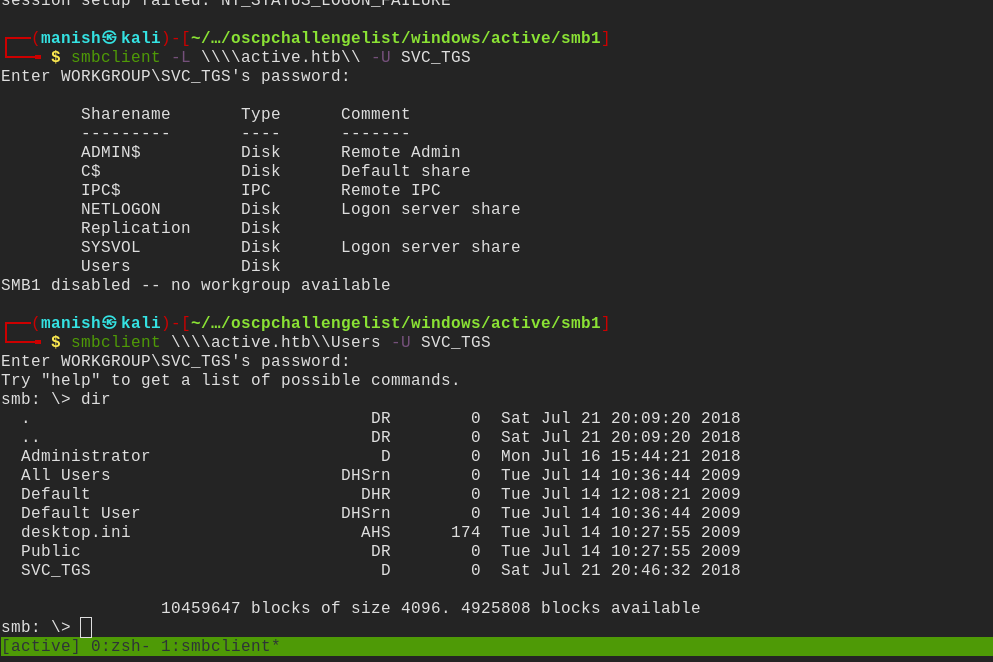 session setup failed: NT_STATUS_LOGON_FAILURE
┌──(manish㉿kali)-[~/…/oscpchallengelist/windows/active/smb1]
└─$ smbclient -L \\\\active.htb\\ -U SVC_TGS
Enter WORKGROUP\SVC_TGS's password:
Sharename Type Comment
--------- ---- -------
ADMIN$ Disk Remote Admin
C$ Disk Default share
IPC$ IPC Remote IPC
NETLOGON Disk Logon server share
Replication Disk
SYSVOL Disk Logon server share
Users Disk
SMB1 disabled -- no workgroup available
┌──(manish㉿kali)-[~/…/oscpchallengelist/windows/active/smb1]
└─$ smbclient \\\\active.htb\\Users -U SVC_TGS
Enter WORKGROUP\SVC_TGS's password:
Try "help" to get a list of possible commands.
smb: \> dir
. DR 0 Sat Jul 21 20:09:20 2018
.. DR 0 Sat Jul 21 20:09:20 2018
Administrator D 0 Mon Jul 16 15:44:21 2018
All Users DHSrn 0 Tue Jul 14 10:36:44 2009
Default DHR 0 Tue Jul 14 12:08:21 2009
Default User DHSrn 0 Tue Jul 14 10:36:44 2009
desktop.ini AHS 174 Tue Jul 14 10:27:55 2009
Public DR 0 Tue Jul 14 10:27:55 2009
SVC_TGS D 0 Sat Jul 21 20:46:32 2018
10459647 blocks of size 4096. 4925808 blocks available
smb: \>
[active] 0:zsh- 1:smbclient*